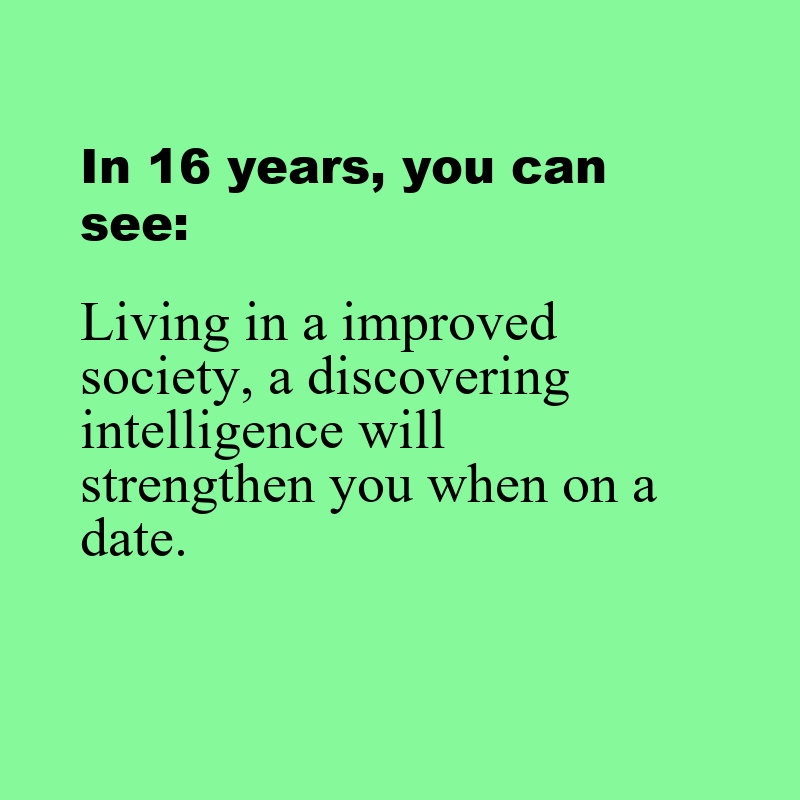 In 16 years, you can
see:
Living in a improved
society, a discovering
intelligence will
strengthen you when on a
date.